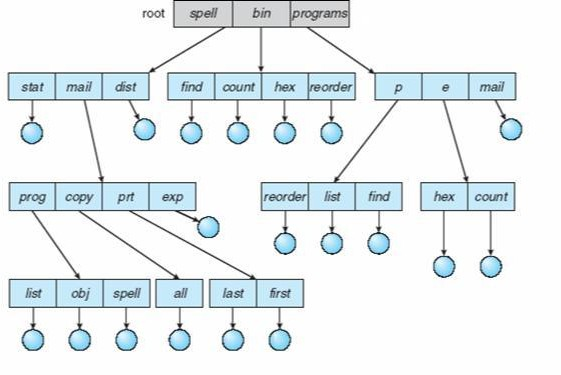 root spell bin programs
stat mail dist find count hex reorder p e mail
prog copy prt exp reorder list find hex count
list obj spell all last first